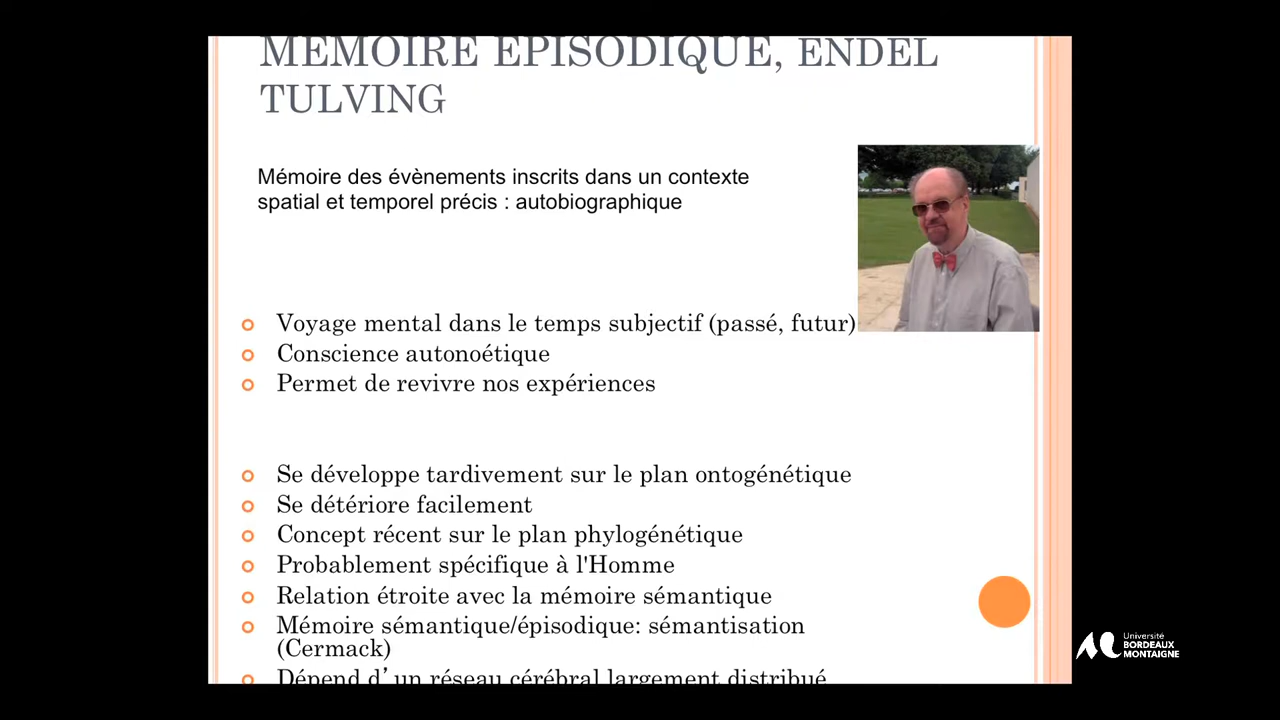 MÉMOIRE ÉPISODIQUE, ENDEL
TULVING
Mémoire des évènements inscrits dans un contexte
spatial et temporel précis : autobiographique
Voyage mental dans le temps subjectif (passé, futur)
Conscience autonoétique
Permet de revivre nos expériences
Se développe tardivement sur le plan ontogénétique
Se détériore facilement
Concept récent sur le plan phylogénétique
Probablement spécifique à l'Homme
Relation étroite avec la mémoire sémantique
Mémoire sémantique/épisodique: sémantisation
(Cermack)
Dépend d’un réseau cérébral largement distribué
Université
BORDEAUX
MONTAIGNE